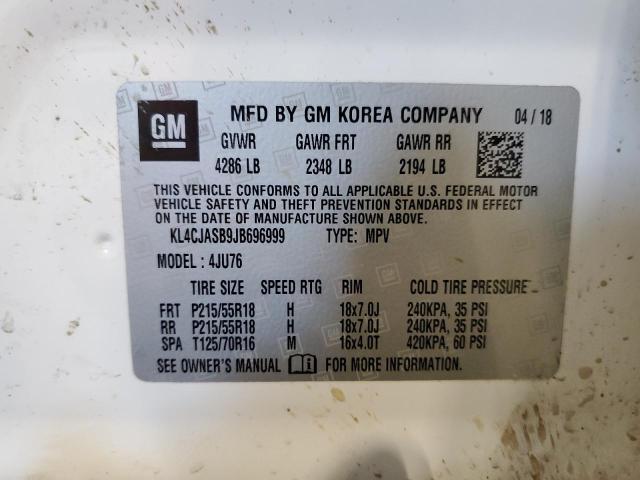 GM MFD BY GM KOREA COMPANY 04 / 18
GVWR GAWR FRT GAWR RR
4286 LB 2348 LB 2194 LB
THIS VEHICLE CONFORMS TO ALL APPLICABLE U.S. FEDERAL MOTOR
VEHICLE SAFETY AND THEFT PREVENTION STANDARDS IN EFFECT
ON THE DATE OF MANUFACTURE SHOWN ABOVE.
KL4CJASB9JB696999 TYPE: MPV
MODEL: 4JU76
TIRE SIZE SPEED RTG RIM COLD TIRE PRESSURE
FRT P215/55R18 H 18x7.0J 240KPA, 35 PSI
RR P215/55R18 H 18x7.0J 240KPA, 35 PSI
SPA T125/70R16 M 16x4.0T 420KPA, 60 PSI
SEE OWNER'S MANUAL FOR MORE INFORMATION.